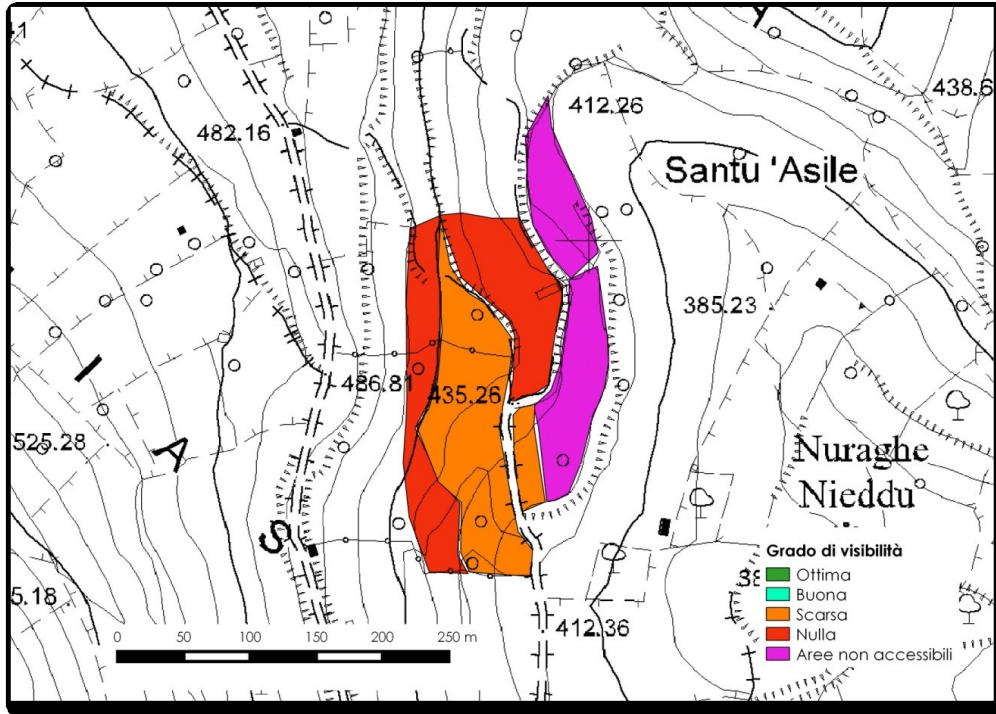 438.6
412.26
482.16
Santu 'Asile
385.23
486.81
435.26
525.28
A
Nuraghe
Nieddu
S
Grado di visibilità
Ottima
Buona
Scarsa
Nulla
Aree non accessibili
5.18
412.36
0 50 100 150 200 250 m